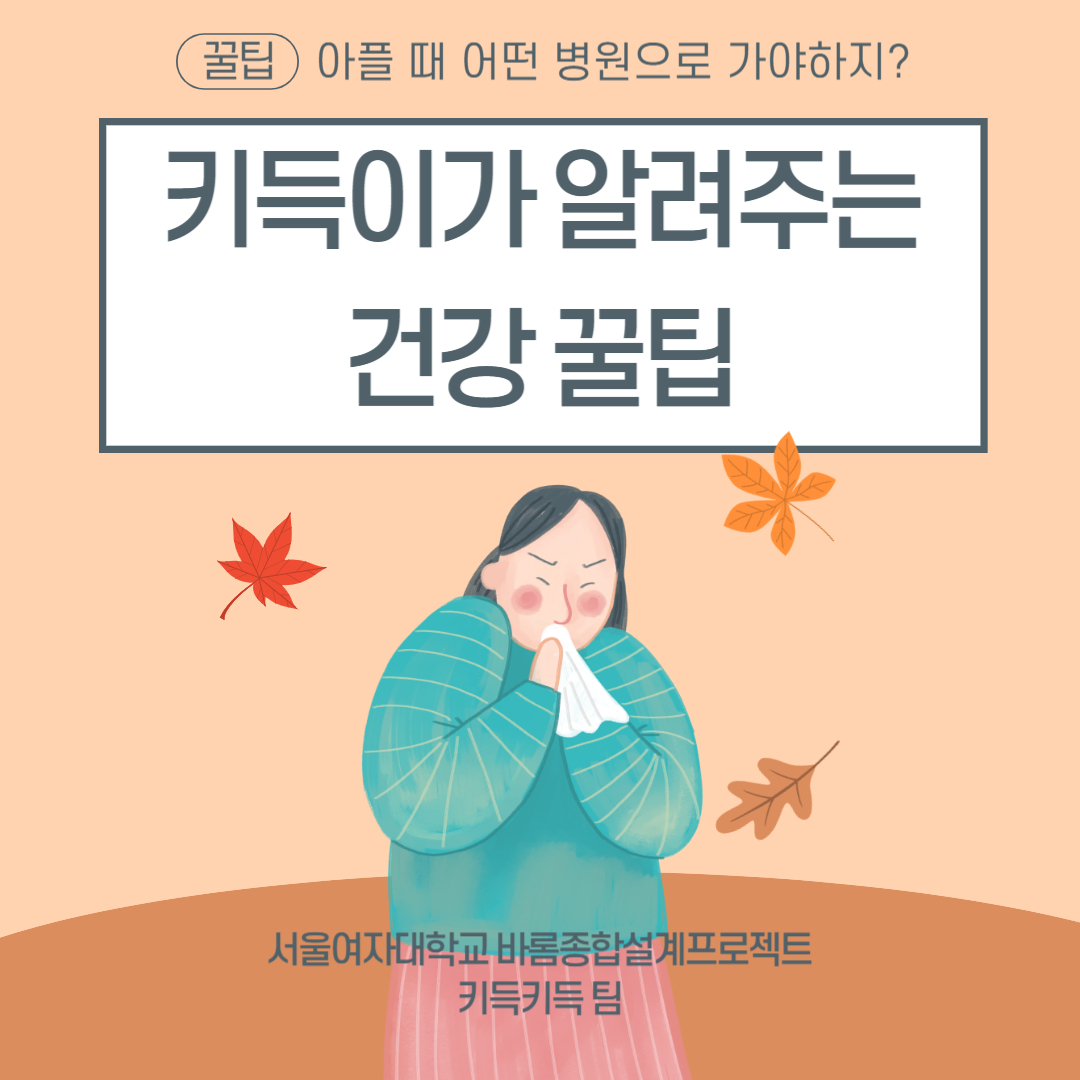 꿀팁 아플 때 어떤 병원으로 가야하지?
키득이가 알려주는
건강 꿀팁
서울여자대학교 바롬종합설계프로젝트
키득키득 팀